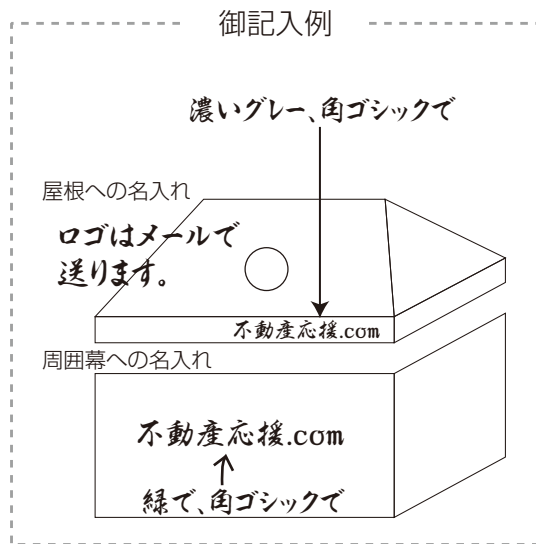 御記入例
濃いグレー、角ゴシックで
屋根への名入れ
ロゴはメールで
送ります。
不動産応援.com
周囲幕への名入れ
不動産応援.com
緑で、角ゴシックで